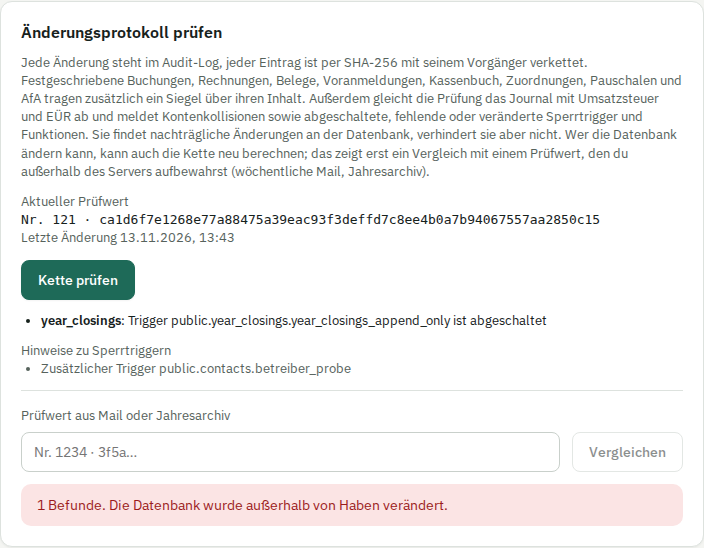 Änderungsprotokoll prüfen
Jede Änderung steht im Audit-Log, jeder Eintrag ist per SHA-256 mit seinem Vorgänger verkettet.
Festgeschriebene Buchungen, Rechnungen, Belege, Voranmeldungen, Kassenbuch, Zuordnungen, Pauschalen und
AfA tragen zusätzlich ein Siegel über ihren Inhalt. Außerdem gleicht die Prüfung das Journal mit Umsatzsteuer
und EÜR ab und meldet Kontenkollisionen sowie abgeschaltete, fehlende oder veränderte Sperrtrigger und
Funktionen. Sie findet nachträgliche Änderungen an der Datenbank, verhindert sie aber nicht. Wer die Datenbank
ändern kann, kann auch die Kette neu berechnen; das zeigt erst ein Vergleich mit einem Prüfwert, den du
außerhalb des Servers aufbewahrst (wöchentliche Mail, Jahresarchiv).
Aktueller Prüfwert
Nr. 121 · ca1d6f7e1268e77a88475a39eac93f3deffd7c8ee4b0a7b94067557aa2850c15
Letzte Änderung 13.11.2026, 13:43
Kette prüfen
• year_closings: Trigger public.year_closings.year_closings_append_only ist abgeschaltet
Hinweise zu Sperrtriggern
• Zusätzlicher Trigger public.contacts.betreiber_probe
Prüfwert aus Mail oder Jahresarchiv
Nr. 1234 · 3f5a...
Vergleichen
1 Befunde. Die Datenbank wurde außerhalb von Haben verändert.